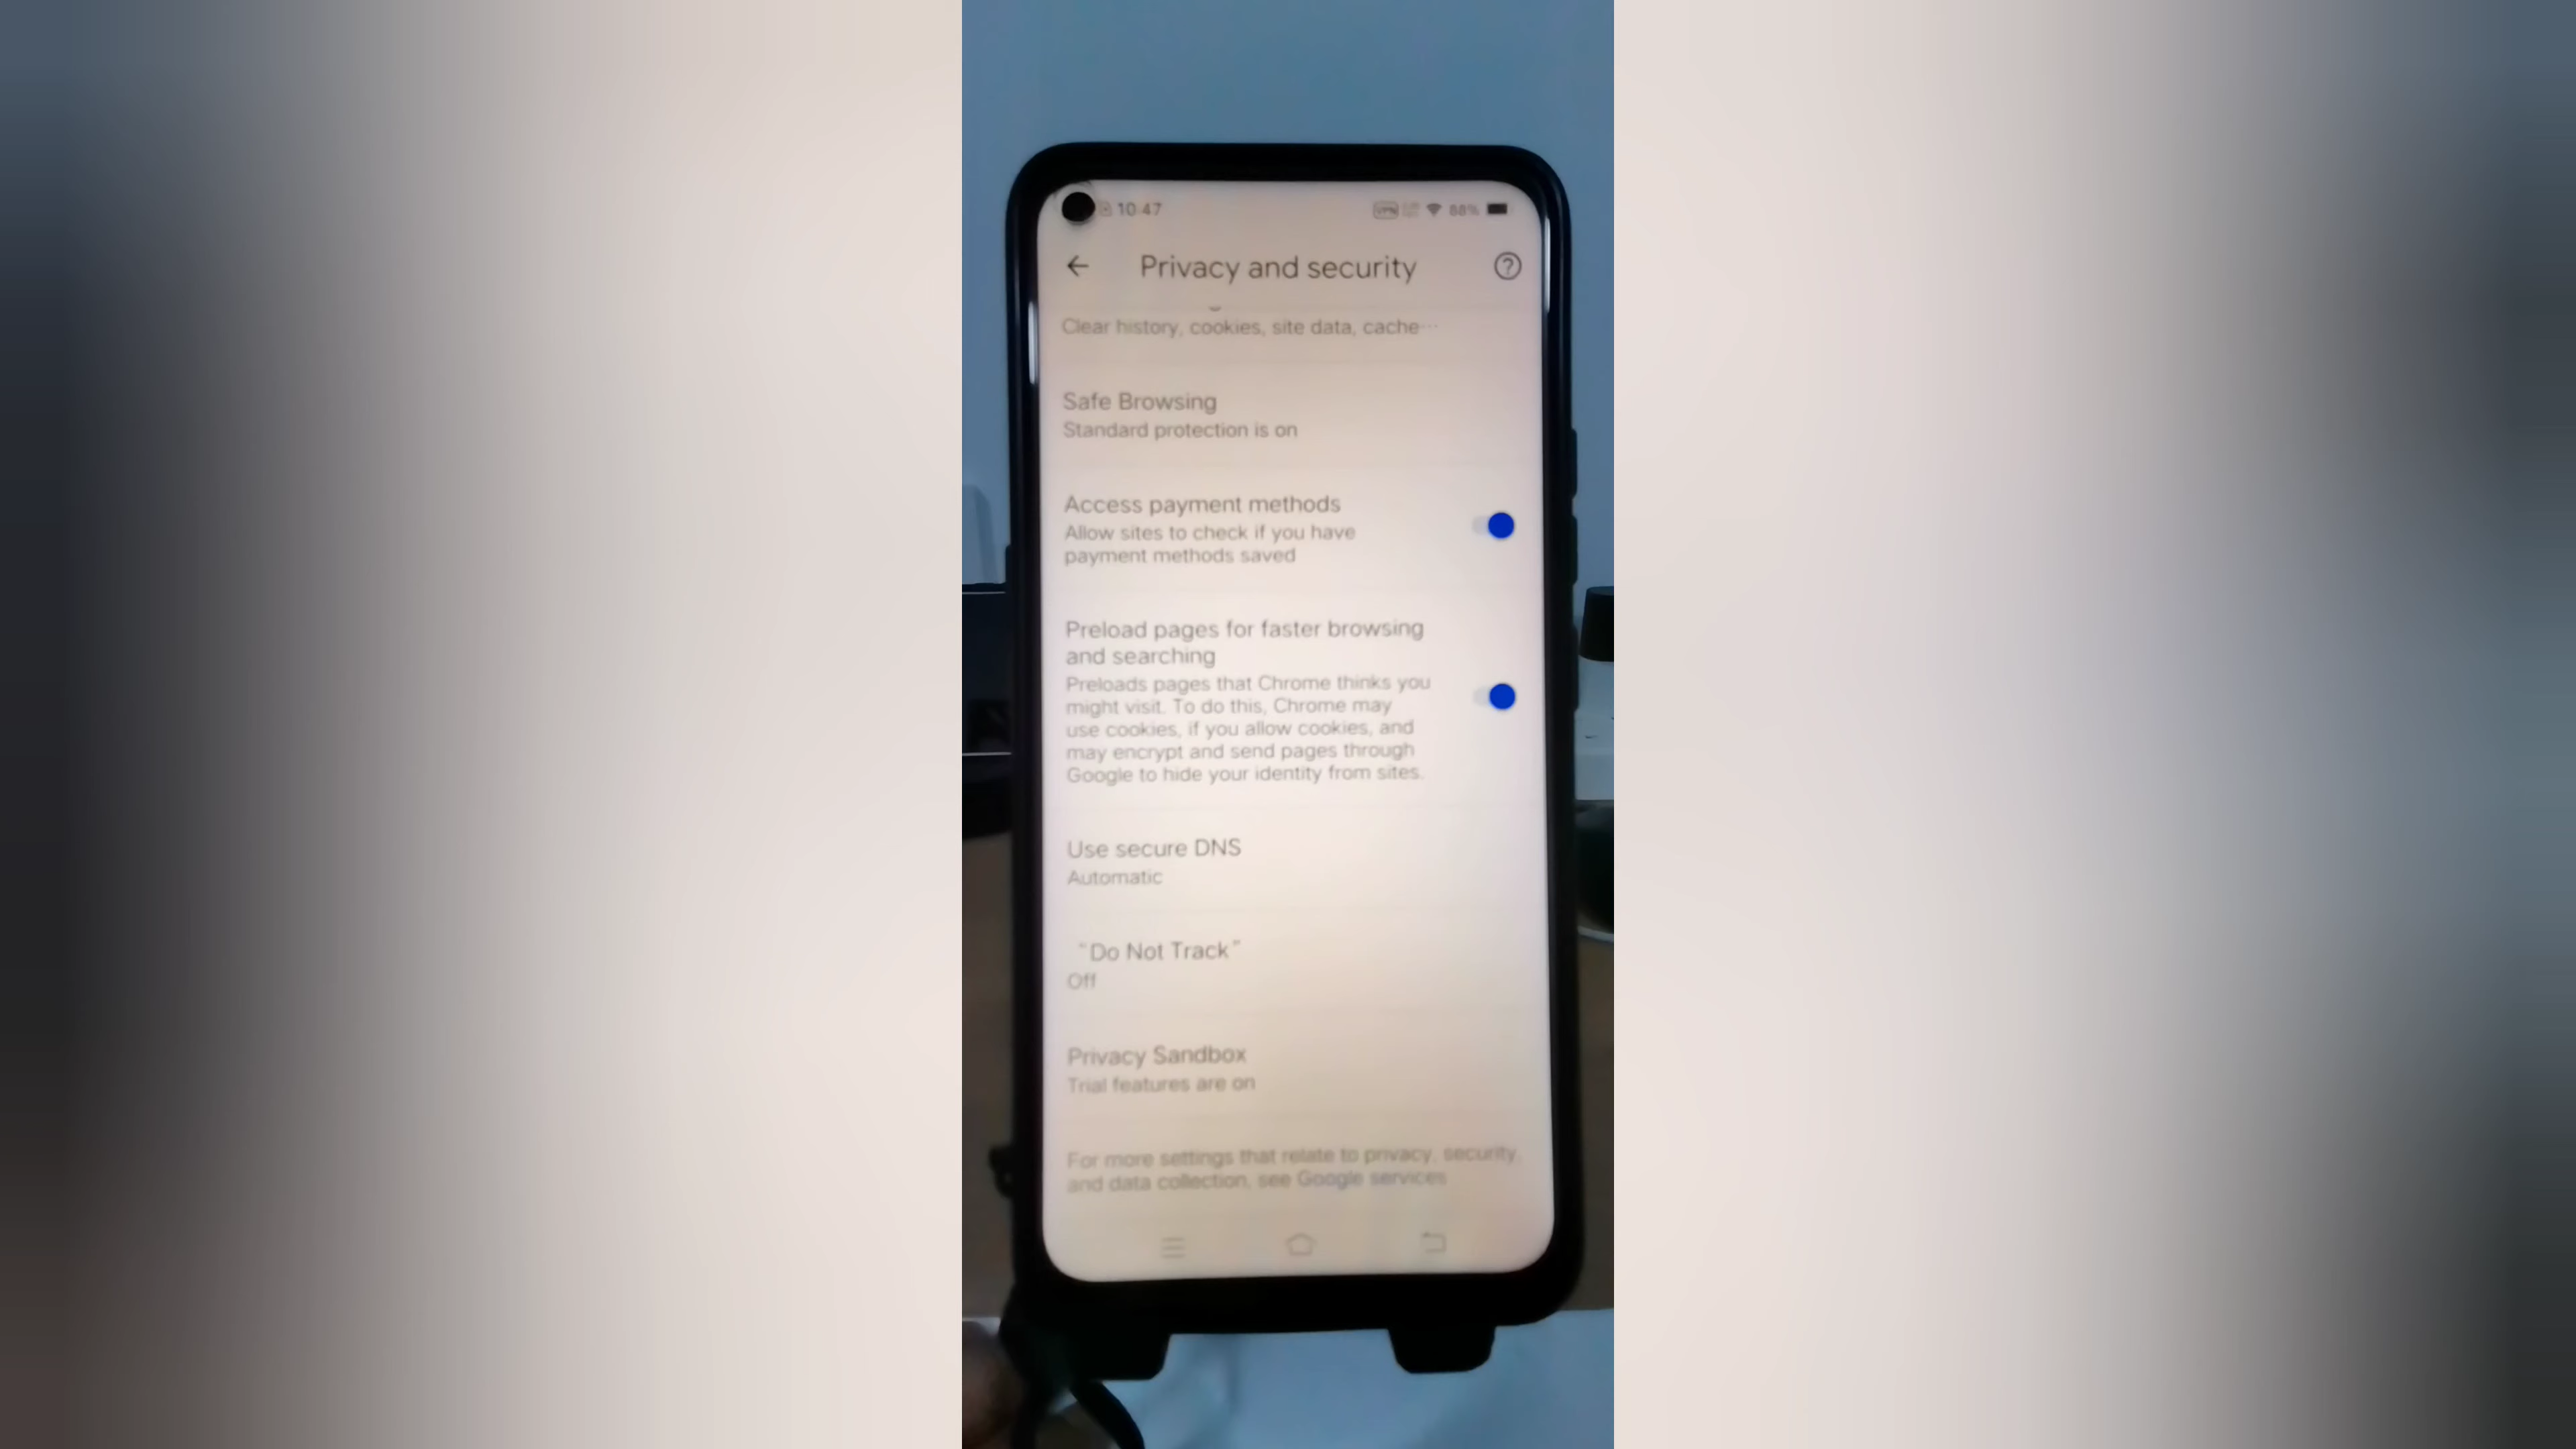 10:47
VPN 88%
Privacy and security
Clear history, cookies, site data, cache…
Safe Browsing
Standard protection is on
Access payment methods
Allow sites to check if you have
payment methods saved
Preload pages for faster browsing
and searching
Preloads pages that Chrome thinks you
might visit. To do this, Chrome may
use cookies, if you allow cookies, and
may encrypt and send pages through
Google to hide your identity from sites.
Use secure DNS
Automatic
“Do Not Track”
Off
Privacy Sandbox
Trial features are on
For more settings that relate to privacy, security,
and data collection, see Google services